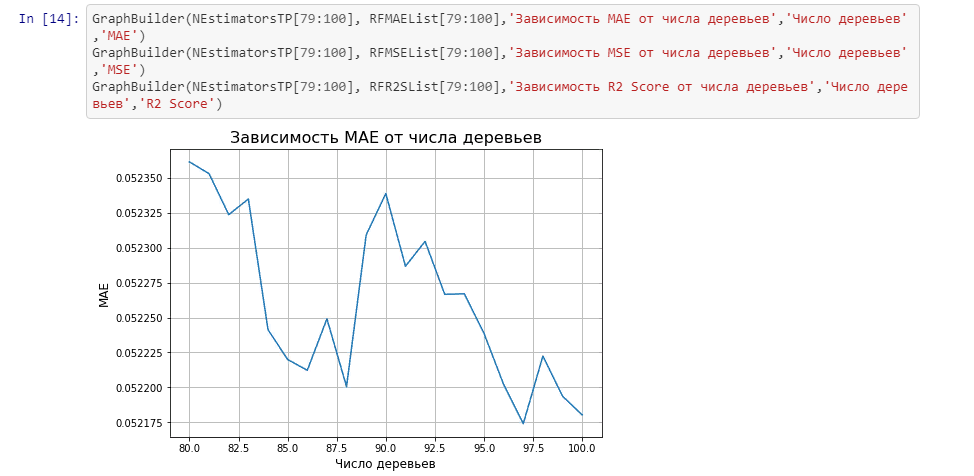 In [14]: GraphBuilder(NEstimatorsTP[79:100], RFMAEList[79:100],'Зависимость MAE от числа деревьев','Число деревьев'
,'MAE')
GraphBuilder(NEstimatorsTP[79:100], RFMSEList[79:100],'Зависимость MSE от числа деревьев','Число деревьев'
,'MSE')
GraphBuilder(NEstimatorsTP[79:100], RFR2SList[79:100],'Зависимость R2 Score от числа деревьев','Число дере
вьев','R2 Score')
Зависимость MAE от числа деревьев
0.052350
0.052325
0.052300
0.052275
0.052250
0.052225
0.052200
0.052175
MAE
80.0 82.5 85.0 87.5 90.0 92.5 95.0 97.5 100.0
Число деревьев